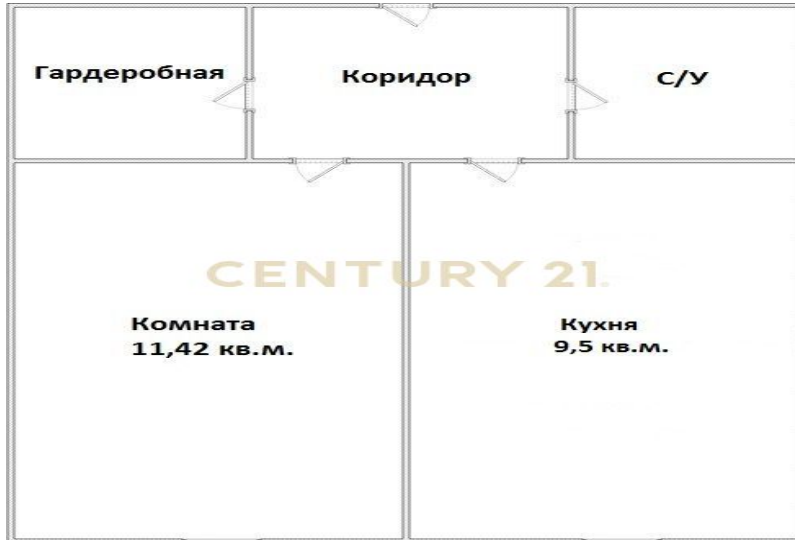 Гардеробная
Коридор
С/У
CENTURY 21.
Комната
11,42 кв.м.
Кухня
9,5 кв.м.